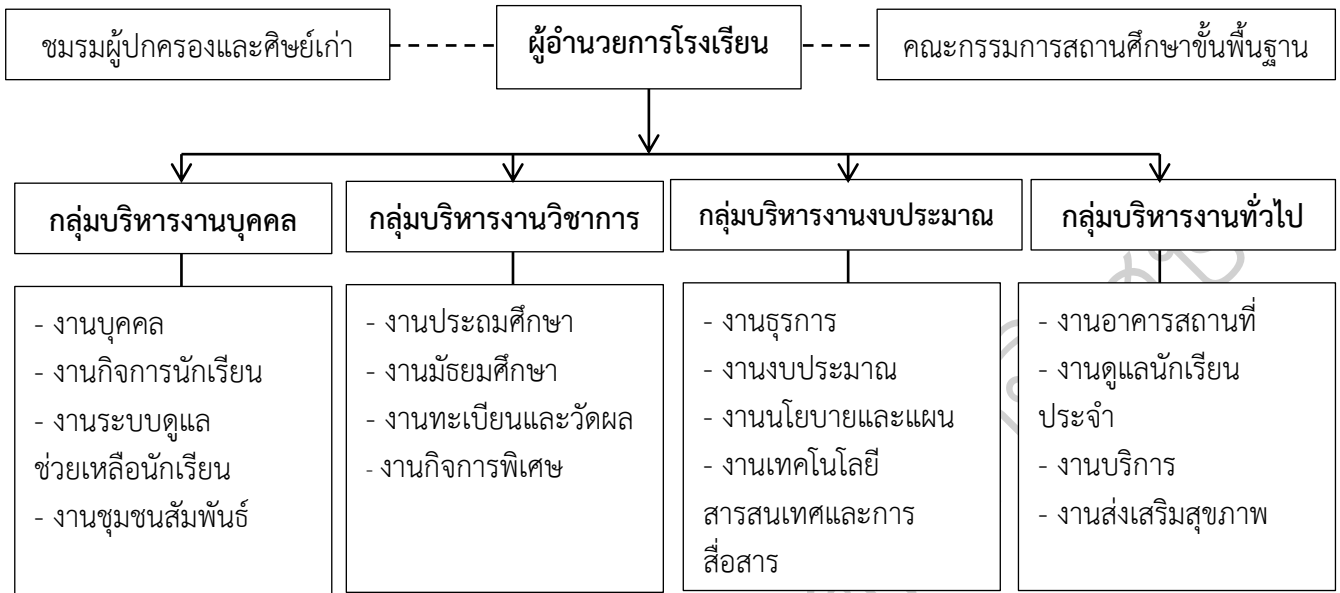 ชมรมผู้ปกครองและศิษย์เก่า
ผู้อำนวยการโรงเรียน
คณะกรรมการสถานศึกษาขั้นพื้นฐาน
กลุ่มบริหารงานบุคคล
- งานบุคคล
- งานกิจการนักเรียน
- งานระบบดูแล
ช่วยเหลือนักเรียน
- งานชุมชนสัมพันธ์
กลุ่มบริหารงานวิชาการ
- งานประถมศึกษา
- งานมัธยมศึกษา
- งานทะเบียนและวัดผล
- งานกิจการพิเศษ
กลุ่มบริหารงานงบประมาณ
- งานธุรการ
- งานงบประมาณ
- งานนโยบายและแผน
- งานเทคโนโลยี
สารสนเทศและการ
สื่อสาร
กลุ่มบริหารงานทั่วไป
- งานอาคารสถานที่
- งานดูแลนักเรียน
ประจำ
- งานบริการ
- งานส่งเสริมสุขภาพ